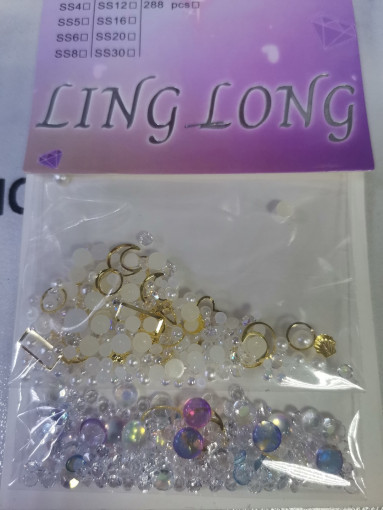 SS4☐ SS12☐ 288 pcs☐
SS5☐ SS16☐
SS6☐ SS20☐
SS8☐ SS30☐
LING LONG